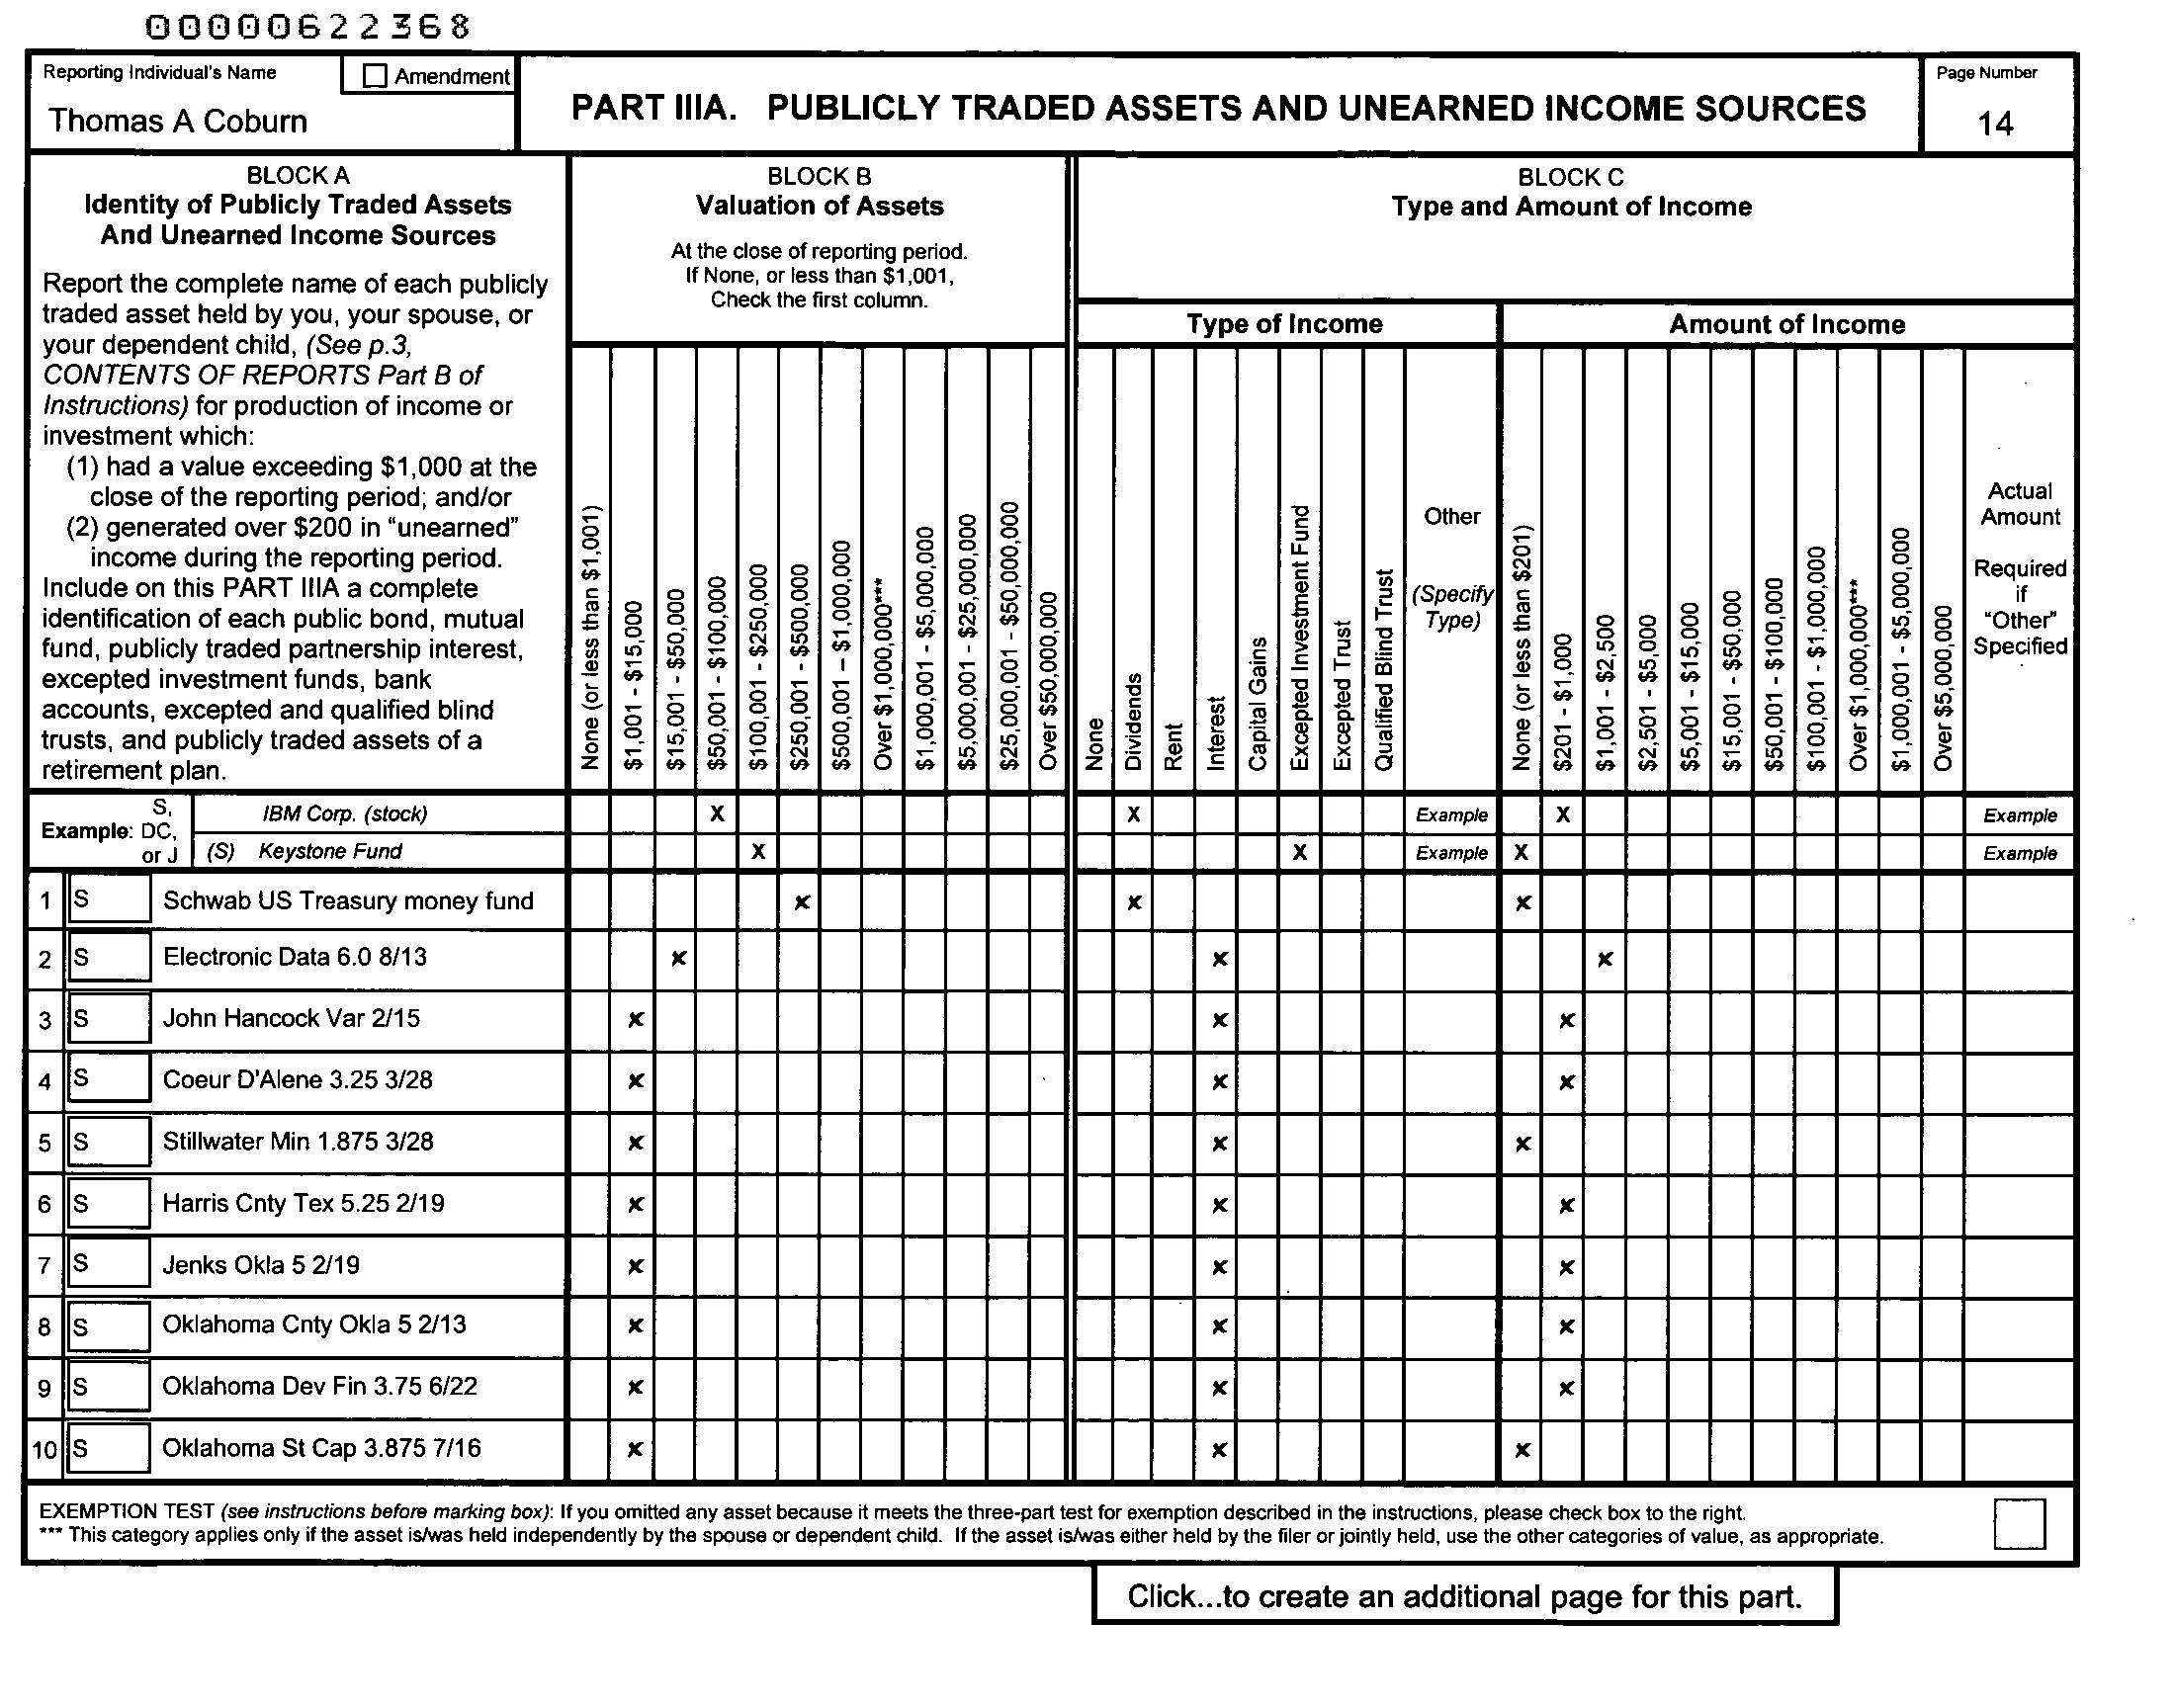 00000622368
Reporting Individual's Name
Amendment
Thomas A Coburn
PART IIIA. PUBLICLY TRADED ASSETS AND UNEARNED INCOME SOURCES
Page Number
14
BLOCK A
Identity of Publicly Traded Assets
And Unearned Income Sources
Report the complete name of each publicly
traded asset held by you, your spouse, or
your dependent child, (See p.3,
CONTENTS OF REPORTS Part B of
Instructions) for production of income or
investment which:
(1) had a value exceeding $1,000 at the
close of the reporting period; and/or
(2) generated over $200 in "unearned"
income during the reporting period.
Include on this PART IIIA a complete
identification of each public bond, mutual
fund, publicly traded partnership interest,
excepted investment funds, bank
accounts, excepted and qualified blind
trusts, and publicly traded assets of a
retirement plan.
BLOCK B
Valuation of Assets
At the close of reporting period.
If None, or less than $1,001,
Check the first column.
None (or less than $1,001)
$1,001 - $15,000
$15,001 - $50,000
$50,001 - $100,000
$100,001 - $250,000
$250,001 - $500,000
$500,001 – $1,000,000
Over $1,000,000***
$1,000,001 - $5,000,000
$5,000,001 - $25,000,000
$25,000,001 - $50,000,000
Over $50,000,000
BLOCK C
Type and Amount of Income
Type of Income
None
Dividends
Rent
Interest
Capital Gains
Excepted Investment Fund
Excepted Trust
Qualified Blind Trust
Other
(Specify
Type)
Amount of Income
None (or less than $201)
$201 - $1,000
$1,001 - $2,500
$2,501 - $5,000
$5,001 - $15,000
$15,001 - $50,000
$50,001 - $100,000
$100,001 - $1,000,000
Over $1,000,000***
$1,000,001 - $5,000,000
Over $5,000,000
Actual
Amount
Required
if
"Other"
Specified
Example: S, DC, or J
IBM Corp. (stock) X X Example X Example
(S) Keystone Fund X X Example X Example
1 S Schwab US Treasury money fund x x x
2 S Electronic Data 6.0 8/13 x x x
3 S John Hancock Var 2/15 x x x
4 S Coeur D'Alene 3.25 3/28 x x x
5 S Stillwater Min 1.875 3/28 x x x
6 S Harris Cnty Tex 5.25 2/19 x x x
7 S Jenks Okla 5 2/19 x x x
8 S Oklahoma Cnty Okla 5 2/13 x x x
9 S Oklahoma Dev Fin 3.75 6/22 x x x
10 S Oklahoma St Cap 3.875 7/16 x x x
EXEMPTION TEST (see instructions before marking box): If you omitted any asset because it meets the three-part test for exemption described in the instructions, please check box to the right.
*** This category applies only if the asset is/was held independently by the spouse or dependent child. If the asset is/was either held by the filer or jointly held, use the other categories of value, as appropriate.
Click...to create an additional page for this part.